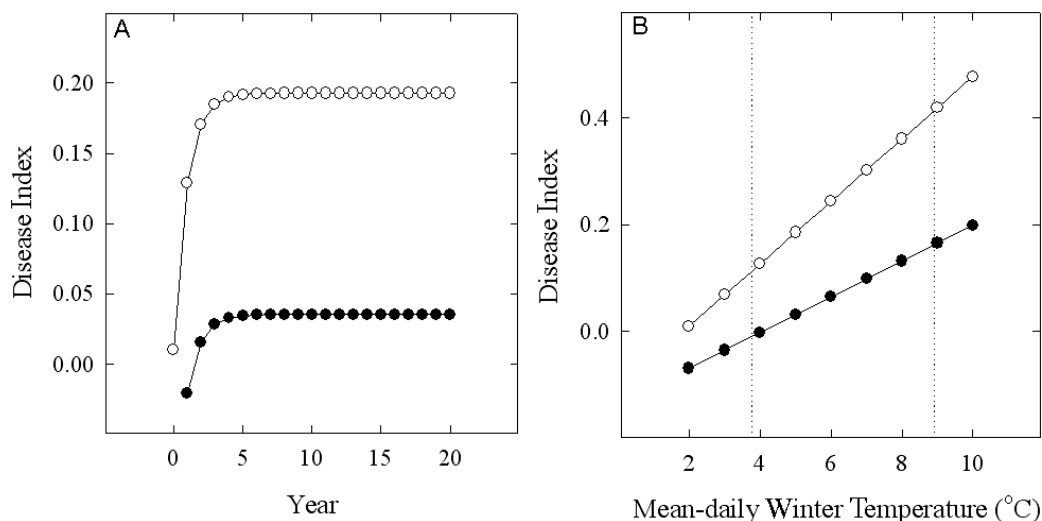 A
0.20
0.15
0.10
0.05
0.00
Disease Index
0 5 10 15 20
Year
B
0.4
0.2
0.0
Disease Index
2 4 6 8 10
Mean-daily Winter Temperature (°C)